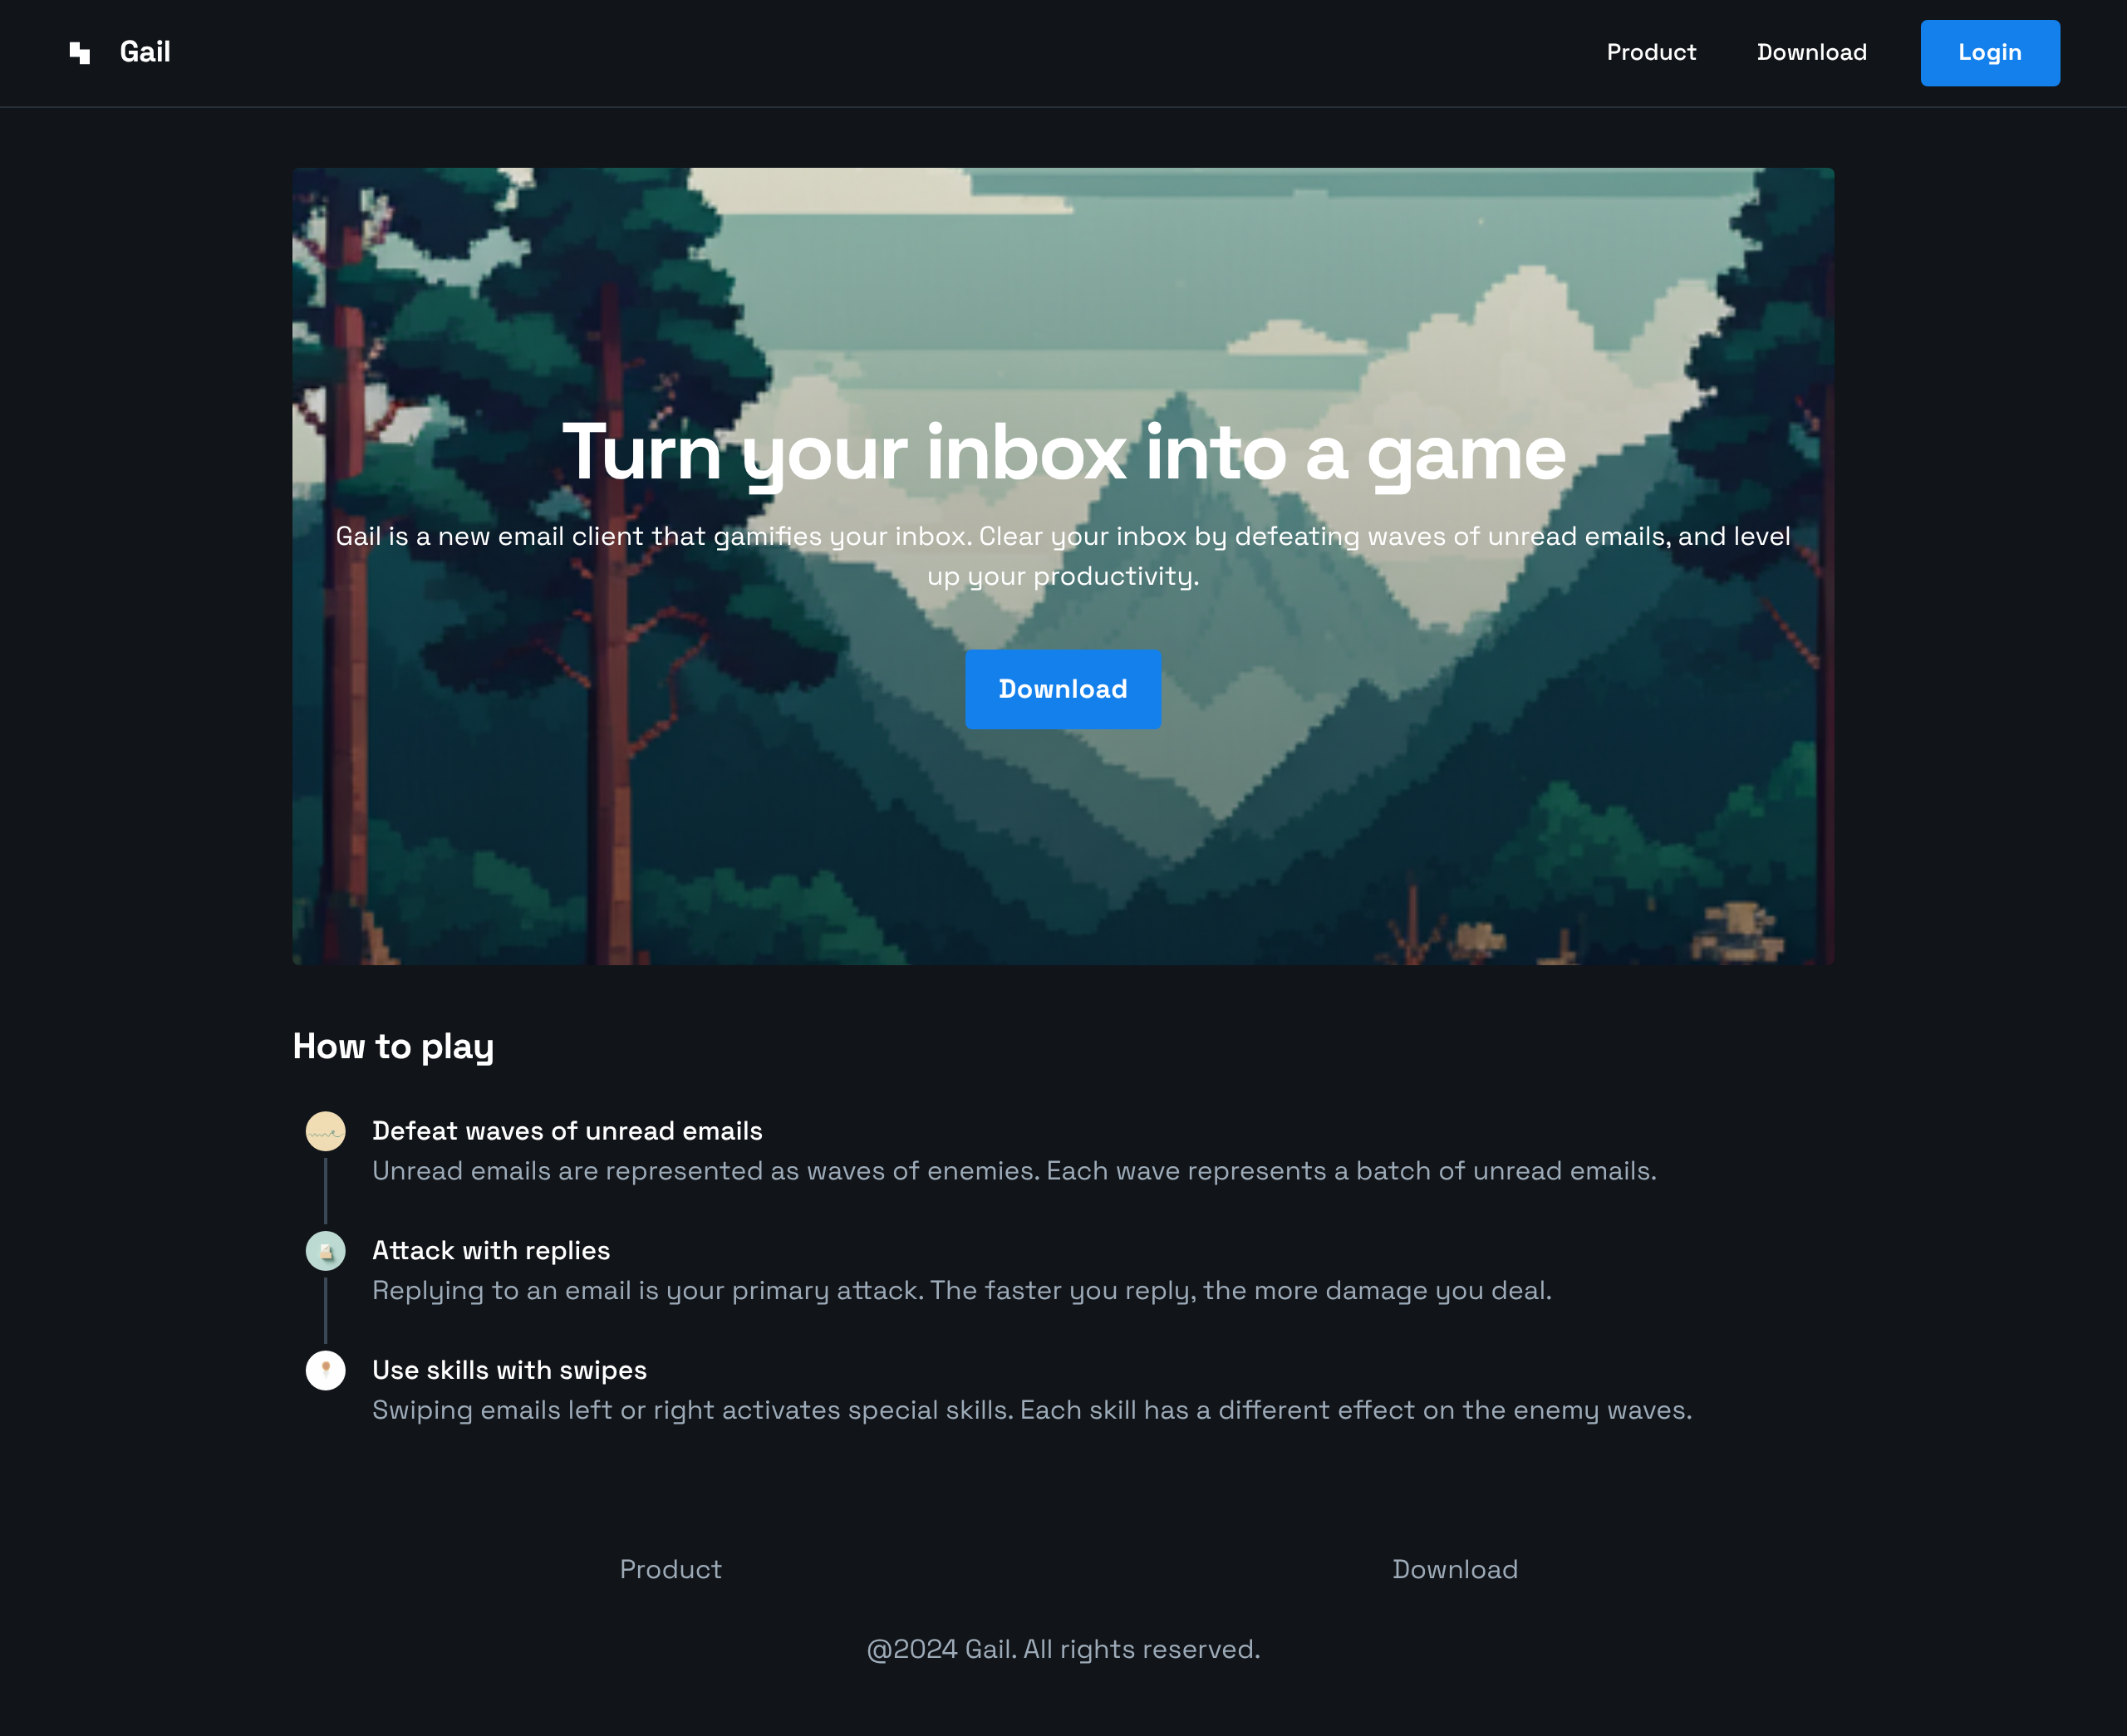 Gail
Product
Download
Login
Turn your inbox into a game
Gail is a new email client that gamifies your inbox. Clear your inbox by defeating waves of unread emails, and level
up your productivity.
Download
How to play
Defeat waves of unread emails
Unread emails are represented as waves of enemies. Each wave represents a batch of unread emails.
Attack with replies
Replying to an email is your primary attack. The faster you reply, the more damage you deal.
Use skills with swipes
Swiping emails left or right activates special skills. Each skill has a different effect on the enemy waves.
Product
Download
@2024 Gail. All rights reserved.